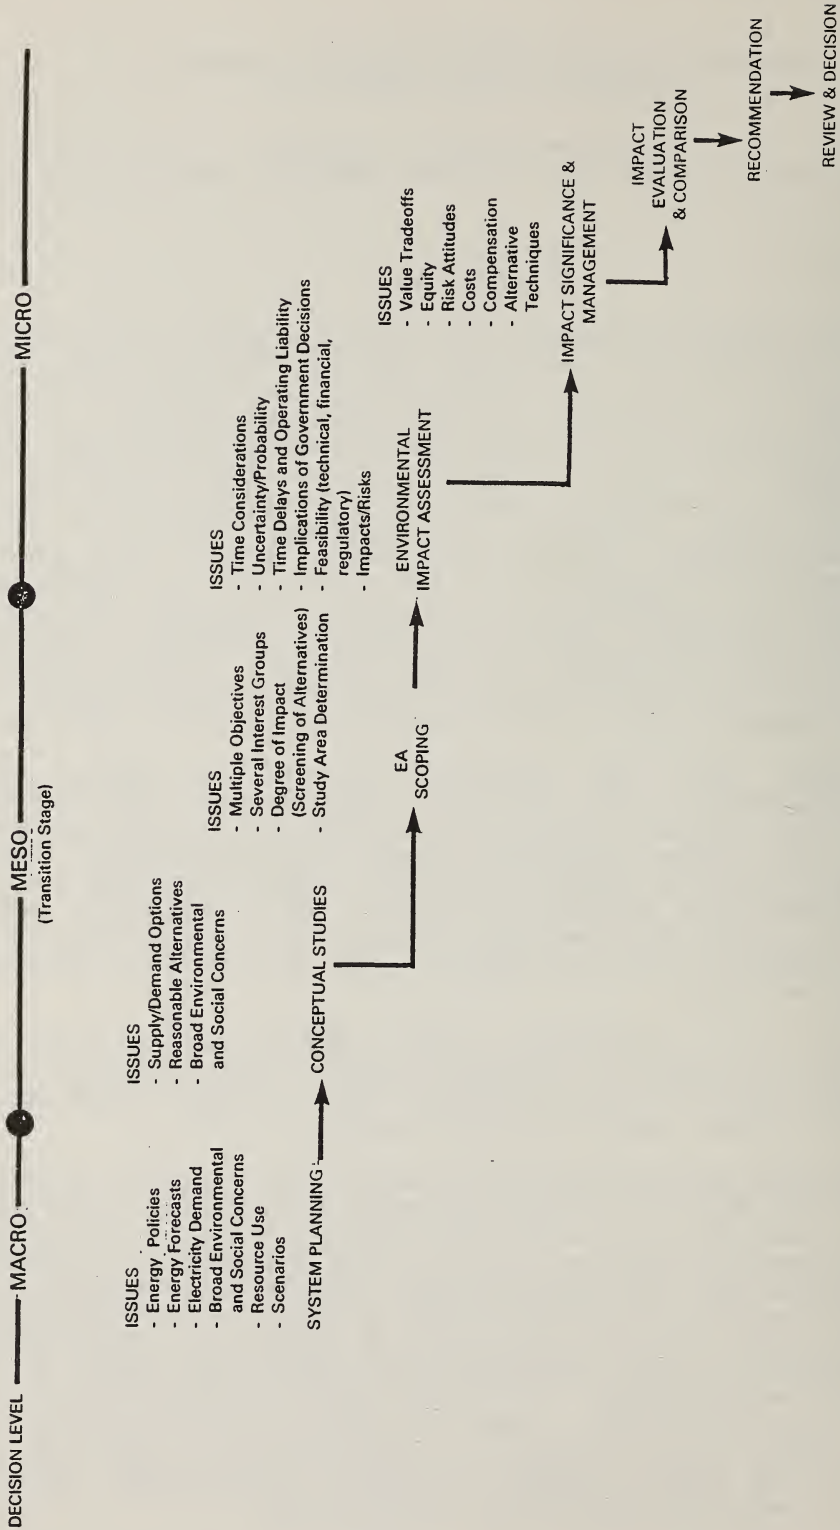 DECISION LEVEL MACRO MESO MICRO
(Transition Stage)
ISSUES
- Energy Policies
- Energy Forecasts
- Electricity Demand
- Broad Environmental
and Social Concerns
- Resource Use
- Scenarios
SYSTEM PLANNING
ISSUES
- Supply/Demand Options
- Reasonable Alternatives
- Broad Environmental
and Social Concerns
CONCEPTUAL STUDIES
ISSUES
- Multiple Objectives
- Several Interest Groups
- Degree of Impact
(Screening of Alternatives)
- Study Area Determination
EA
SCOPING
ISSUES
- Time Considerations
- Uncertainty/Probability
- Time Delays and Operating Liability
- Implications of Government Decisions
- Feasibility (technical, financial,
regulatory)
- Impacts/Risks
ENVIRONMENTAL
IMPACT ASSESSMENT
ISSUES
- Value Tradeoffs
- Equity
- Risk Attitudes
- Costs
- Compensation
- Alternative
Techniques
IMPACT SIGNIFICANCE &
MANAGEMENT
IMPACT
EVALUATION
& COMPARISON
RECOMMENDATION
REVIEW & DECISION